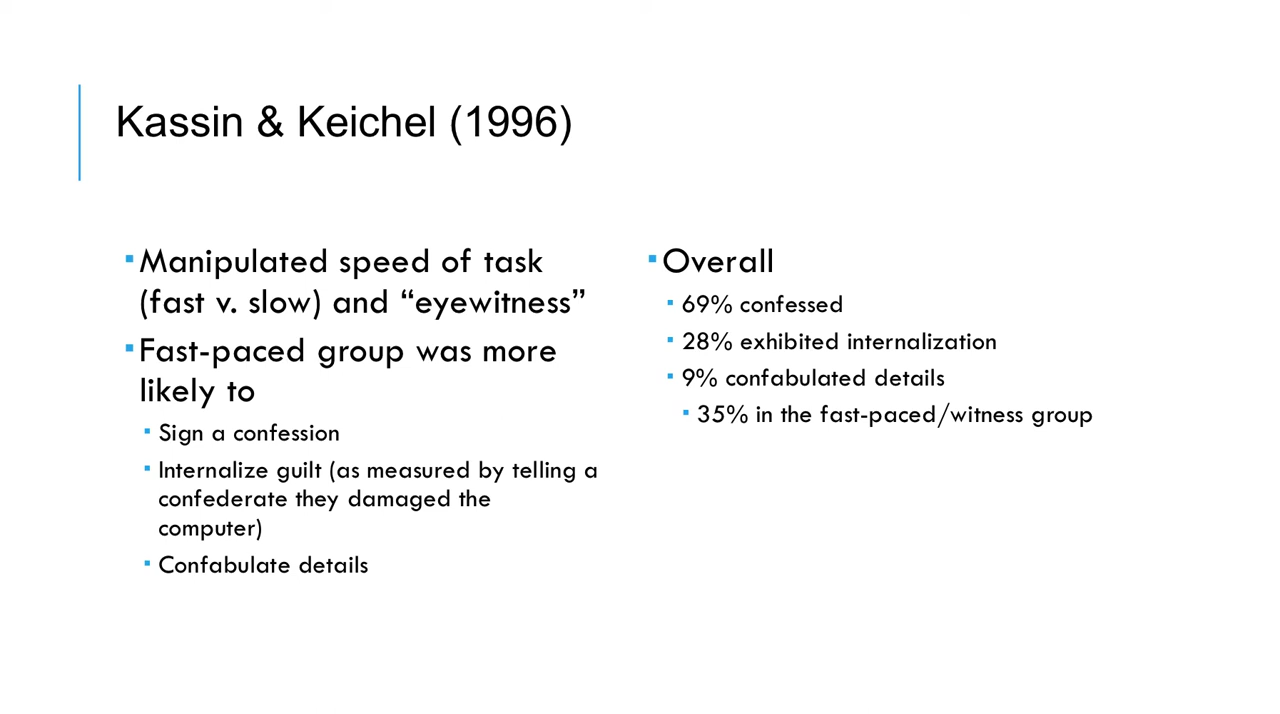 Kassin & Keichel (1996)
▪Manipulated speed of task
(fast v. slow) and “eyewitness”
▪Fast-paced group was more
likely to
▪ Sign a confession
▪ Internalize guilt (as measured by telling a
confederate they damaged the
computer)
▪ Confabulate details
▪Overall
▪ 69% confessed
▪ 28% exhibited internalization
▪ 9% confabulated details
▪ 35% in the fast-paced/witness group